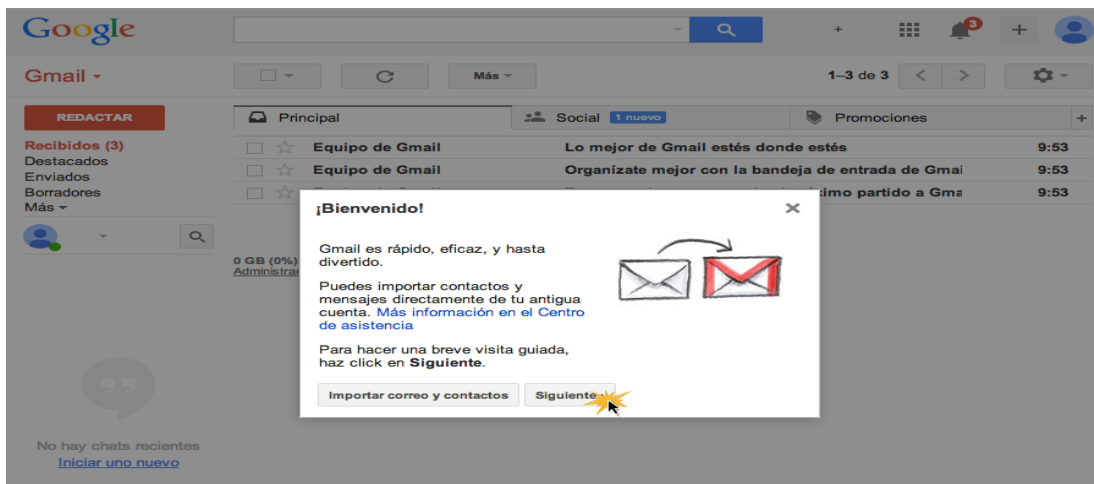 Google
3
Gmail
Más
1–3 de 3
REDACTAR
Principal
Social 1 nuevo
Promociones
Recibidos (3)
Destacados
Enviados
Borradores
Más
Equipo de Gmail Lo mejor de Gmail estés donde estés 9:53
Equipo de Gmail Organízate mejor con la bandeja de entrada de Gmai 9:53
partido a Gma 9:53
0 GB (0%)
¡Bienvenido!
Gmail es rápido, eficaz, y hasta
divertido.
Puedes importar contactos y
mensajes directamente de tu antigua
cuenta. Más información en el Centro
de asistencia
Para hacer una breve visita guiada,
haz click en Siguiente.
Importar correo y contactos
Siguiente
No hay chats recientes
Iniciar uno nuevo